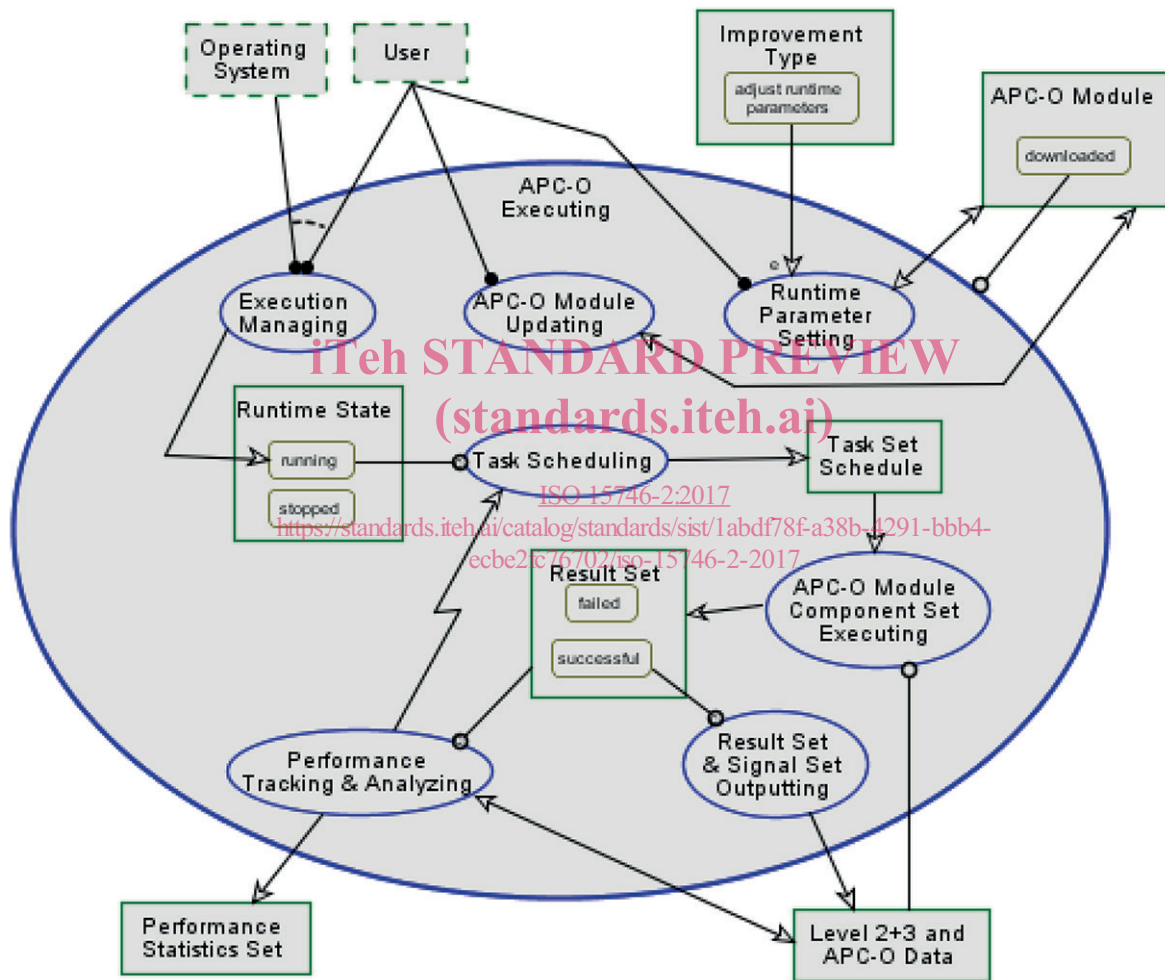 Operating
System
User
Improvement
Type
adjust runtime
parameters
APC-O Module
downloaded
APC-O
Executing
Execution
Managing
APC-O Module
Updating
e
Runtime
Parameter
Setting
iTeh STANDARD PREVIEW
(standards.iteh.ai)
Runtime State
running
stopped
Task Scheduling
Task Set
Schedule
ISO 15746-2:2017
https://standards.iteh.ai/catalog/standards/sist/1abdf78f-a38b-4291-bbb4-
ecbe2fc76702/iso-15746-2-2017
Result Set
failed
successful
APC-O Module
Component Set
Executing
Performance
Tracking & Analyzing
Result Set
& Signal Set
Outputting
Performance
Statistics Set
Level 2+3 and
APC-O Data